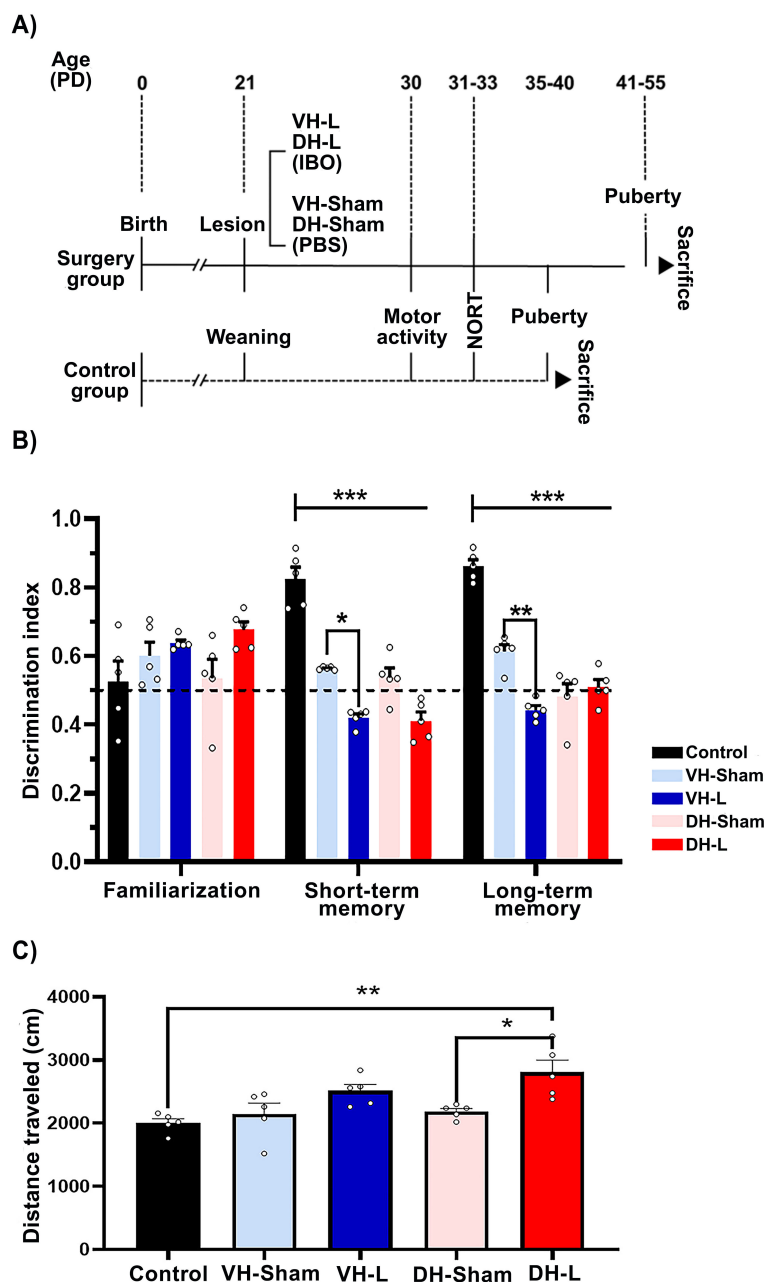 A)
Age
(PD)
0
21
30
31-33
35-40
41-55
VH-L
DH-L
(IBO)
VH-Sham
DH-Sham
(PBS)
Puberty
Birth
Lesion
Surgery
group
Sacrifice
Weaning
Motor
activity
NORT
Puberty
Control
group
Sacrifice
B)
Discrimination index
1.0
0.8
0.6
0.4
0.2
0.0
***
***
*
**
Familiarization
Short-term
memory
Long-term
memory
Control
VH-Sham
VH-L
DH-Sham
DH-L
C)
Distance traveled (cm)
4000
3000
2000
1000
0
**
*
Control
VH-Sham
VH-L
DH-Sham
DH-L